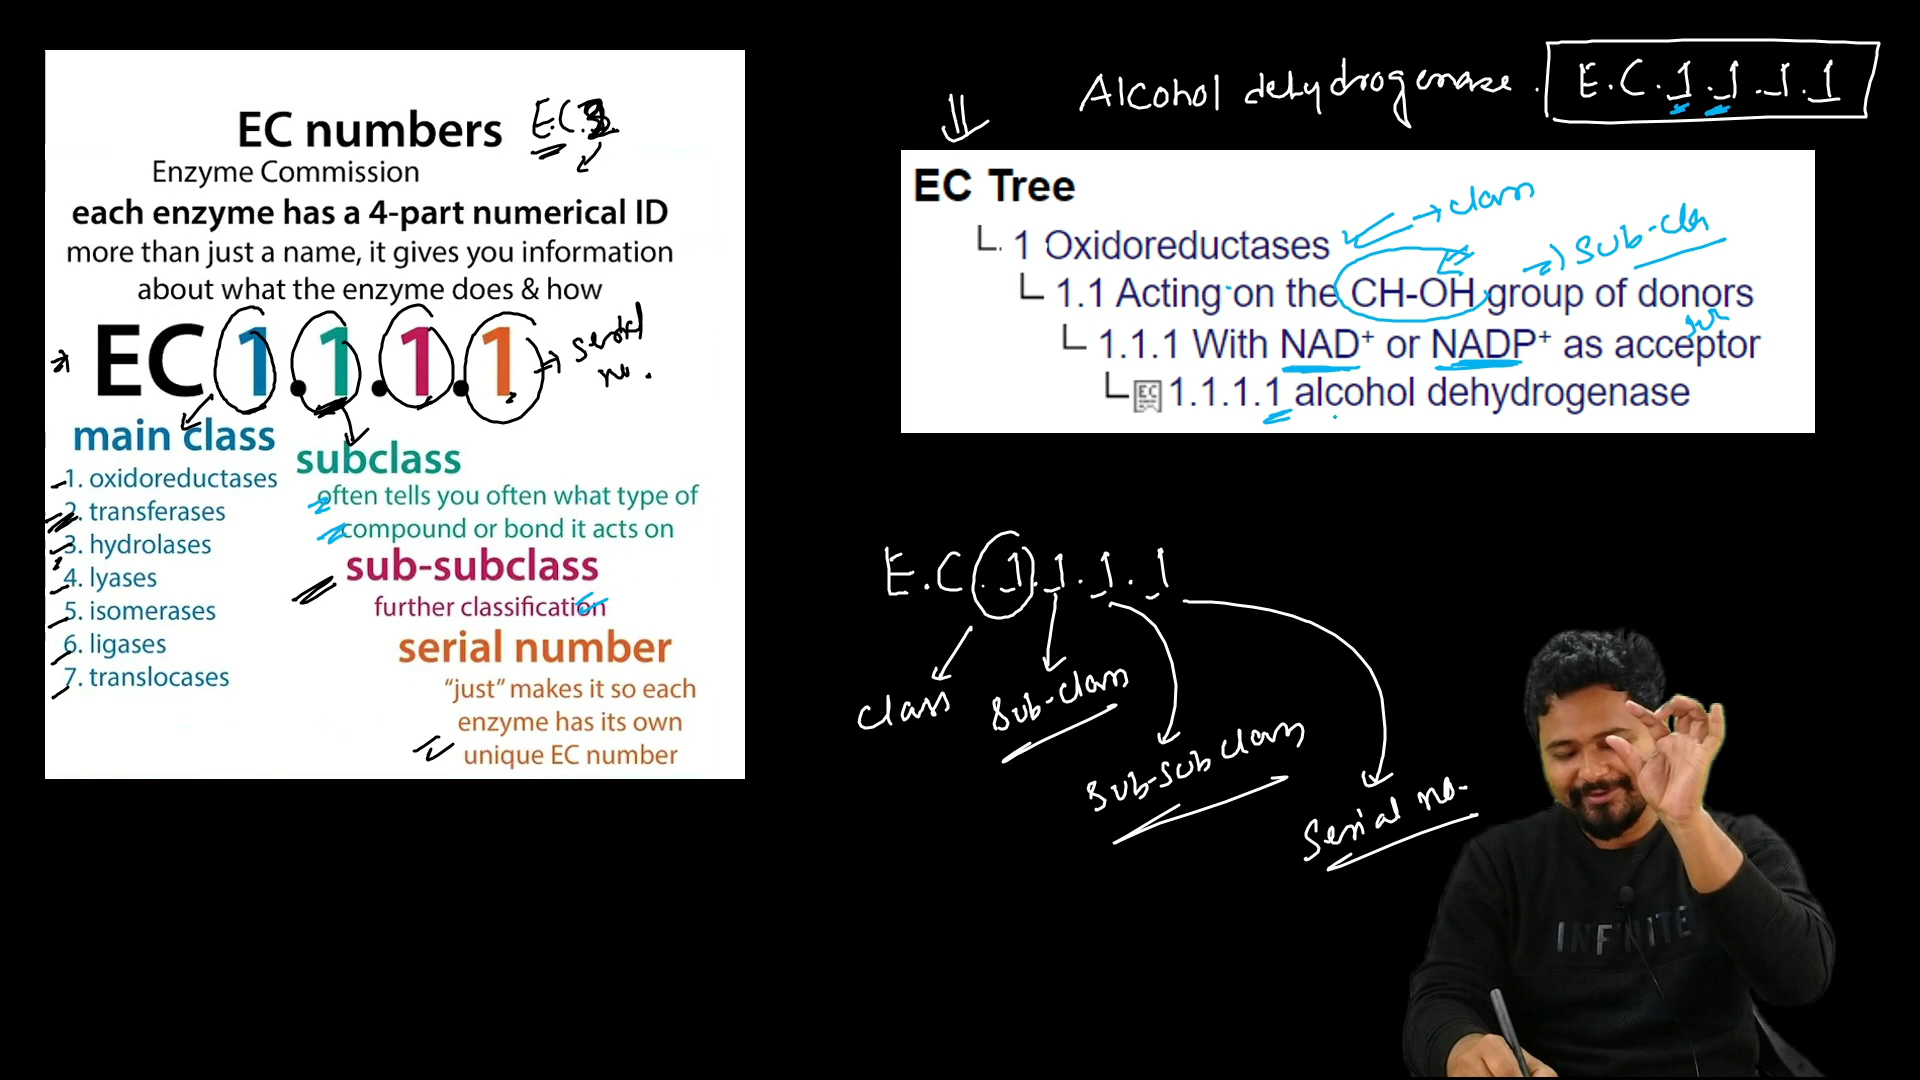 EC numbers
E.C.
Enzyme Commission
each enzyme has a 4-part numerical ID
more than just a name, it gives you information
about what the enzyme does & how
EC 1.1.1.1
serial
no.
main class
1. oxidoreductases
2. transferases
3. hydrolases
4. lyases
5. isomerases
6. ligases
7. translocases
subclass
often tells you often what type of
compound or bond it acts on
sub-subclass
further classification
serial number
“just” makes it so each
enzyme has its own
unique EC number
Alcohol dehydrogenase. E.C.1.1.1.1
EC Tree
class
1 Oxidoreductases
Sub-
1.1 Acting on the CH-OH group of donors
1.1.1 With NAD+ or NADP+ as acceptor
EC
1.1.1.1 alcohol dehydrogenase
E.C.1.1.1.1
class
Sub-class
Sub-sub class
Serial no.
INFINITE